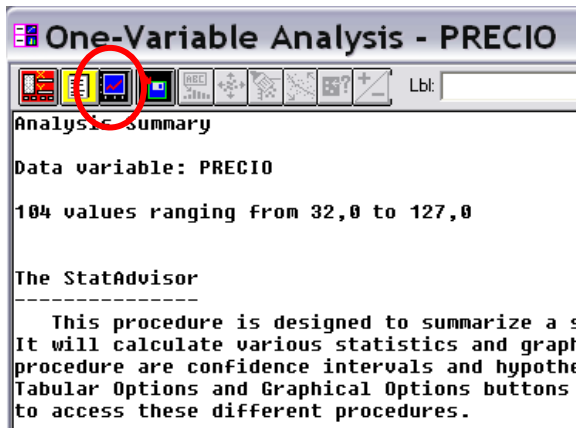 One-Variable Analysis - PRECIO
Lbl:
Analysis Summary
Data variable: PRECIO
104 values ranging from 32,0 to 127,0
The StatAdvisor
---------------
This procedure is designed to summarize a s
It will calculate various statistics and graph
procedure are confidence intervals and hypothe
Tabular Options and Graphical Options buttons
to access these different procedures.